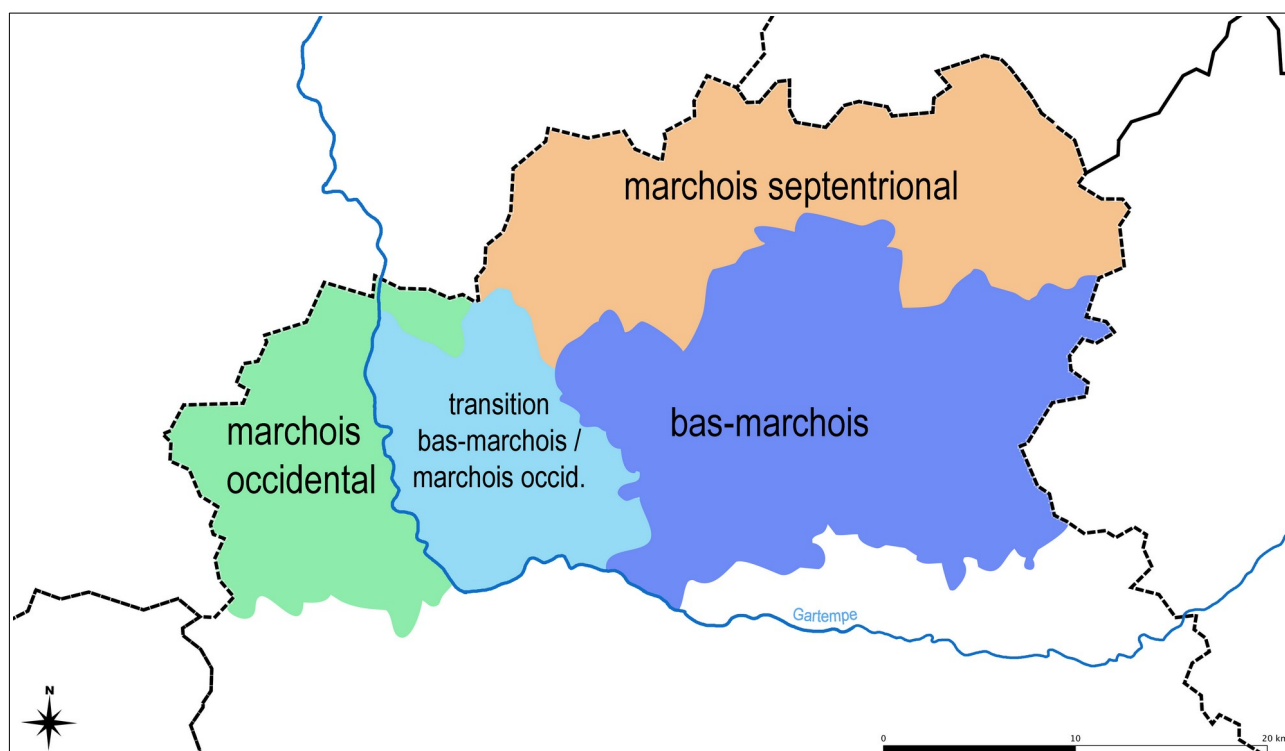 marchois septentrional
marchois
occidental
transition
bas-marchois /
marchois occid.
bas-marchois
Gartempe
N
0 10 20 km